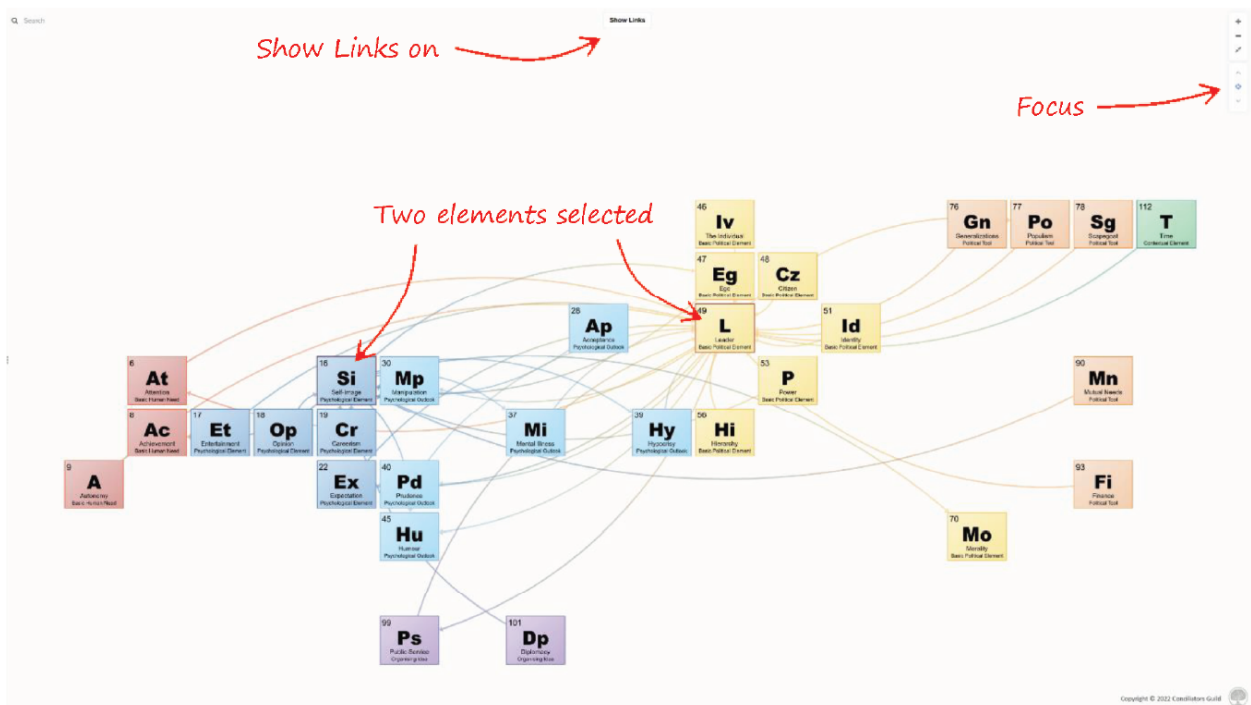 Search
Show Links
Show Links on
Focus
Two elements selected
46
Iv
The Individual
Basic Political Element
76
Gn
Generalizations
Political Tool
77
Po
Populism
Political Tool
78
Sg
Scapegoat
Political Tool
112
T
Time
Contextual Element
47
Eg
Ego
Basic Political Element
48
Cz
Citizen
Basic Political Element
Ap
Acceptance
Psychological Outlook
49
L
Leader
Basic Political Element
51
Id
Identity
Basic Political Element
6
At
Attention
Basic Human Need
Si
Self-Image
Psychological Element
30
Mp
Manipulation
Psychological Outlook
53
P
Power
Basic Political Element
90
Mn
Mutual Needs
Political Tool
8
Ac
Achievement
Basic Human Need
17
Et
Entertainment
Psychological Element
18
Op
Opinion
Psychological Element
19
Cr
Careerism
Psychological Element
37
Mi
Mental Illness
Psychological Outlook
39
Hy
Hypocrisy
Psychological Outlook
56
Hi
Hierarchy
Basic Political Element
9
A
Autonomy
Basic Human Need
22
Ex
Expectation
Psychological Element
40
Pd
Prudence
Psychological Outlook
93
Fi
Finance
Political Tool
45
Hu
Humour
Psychological Outlook
70
Mo
Morality
Basic Political Element
99
Ps
Public Service
Organising Idea
101
Dp
Diplomacy
Organising Idea
Copyright © 2022 Conciliators Guild